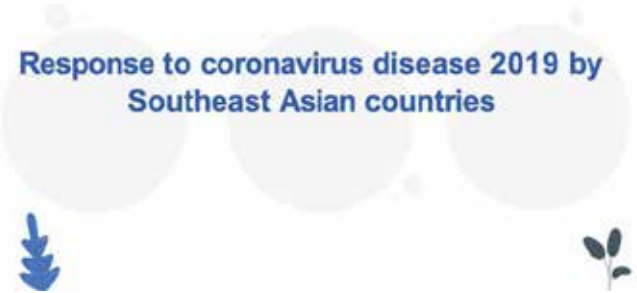 Response to coronavirus disease 2019 by
Southeast Asian countries